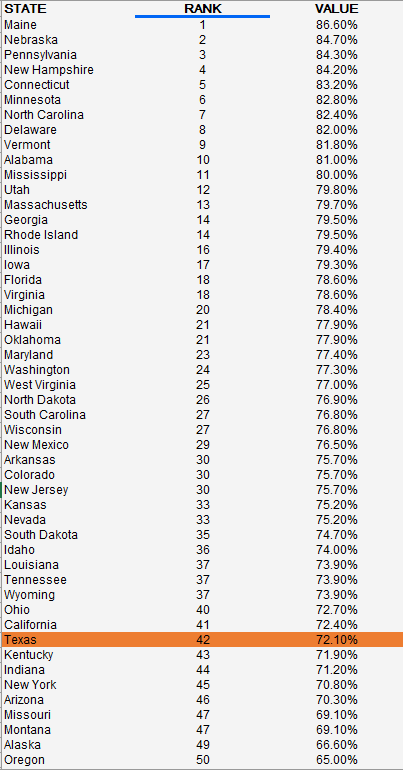 STATE RANK VALUE
Maine 1 86.60%
Nebraska 2 84.70%
Pennsylvania 3 84.30%
New Hampshire 4 84.20%
Connecticut 5 83.20%
Minnesota 6 82.80%
North Carolina 7 82.40%
Delaware 8 82.00%
Vermont 9 81.80%
Alabama 10 81.00%
Mississippi 11 80.00%
Utah 12 79.80%
Massachusetts 13 79.70%
Georgia 14 79.50%
Rhode Island 14 79.50%
Illinois 16 79.40%
Iowa 17 79.30%
Florida 18 78.60%
Virginia 18 78.60%
Michigan 20 78.40%
Hawaii 21 77.90%
Oklahoma 21 77.90%
Maryland 23 77.40%
Washington 24 77.30%
West Virginia 25 77.00%
North Dakota 26 76.90%
South Carolina 27 76.80%
Wisconsin 27 76.80%
New Mexico 29 76.50%
Arkansas 30 75.70%
Colorado 30 75.70%
New Jersey 30 75.70%
Kansas 33 75.20%
Nevada 33 75.20%
South Dakota 35 74.70%
Idaho 36 74.00%
Louisiana 37 73.90%
Tennessee 37 73.90%
Wyoming 37 73.90%
Ohio 40 72.70%
California 41 72.40%
Texas 42 72.10%
Kentucky 43 71.90%
Indiana 44 71.20%
New York 45 70.80%
Arizona 46 70.30%
Missouri 47 69.10%
Montana 47 69.10%
Alaska 49 66.60%
Oregon 50 65.00%